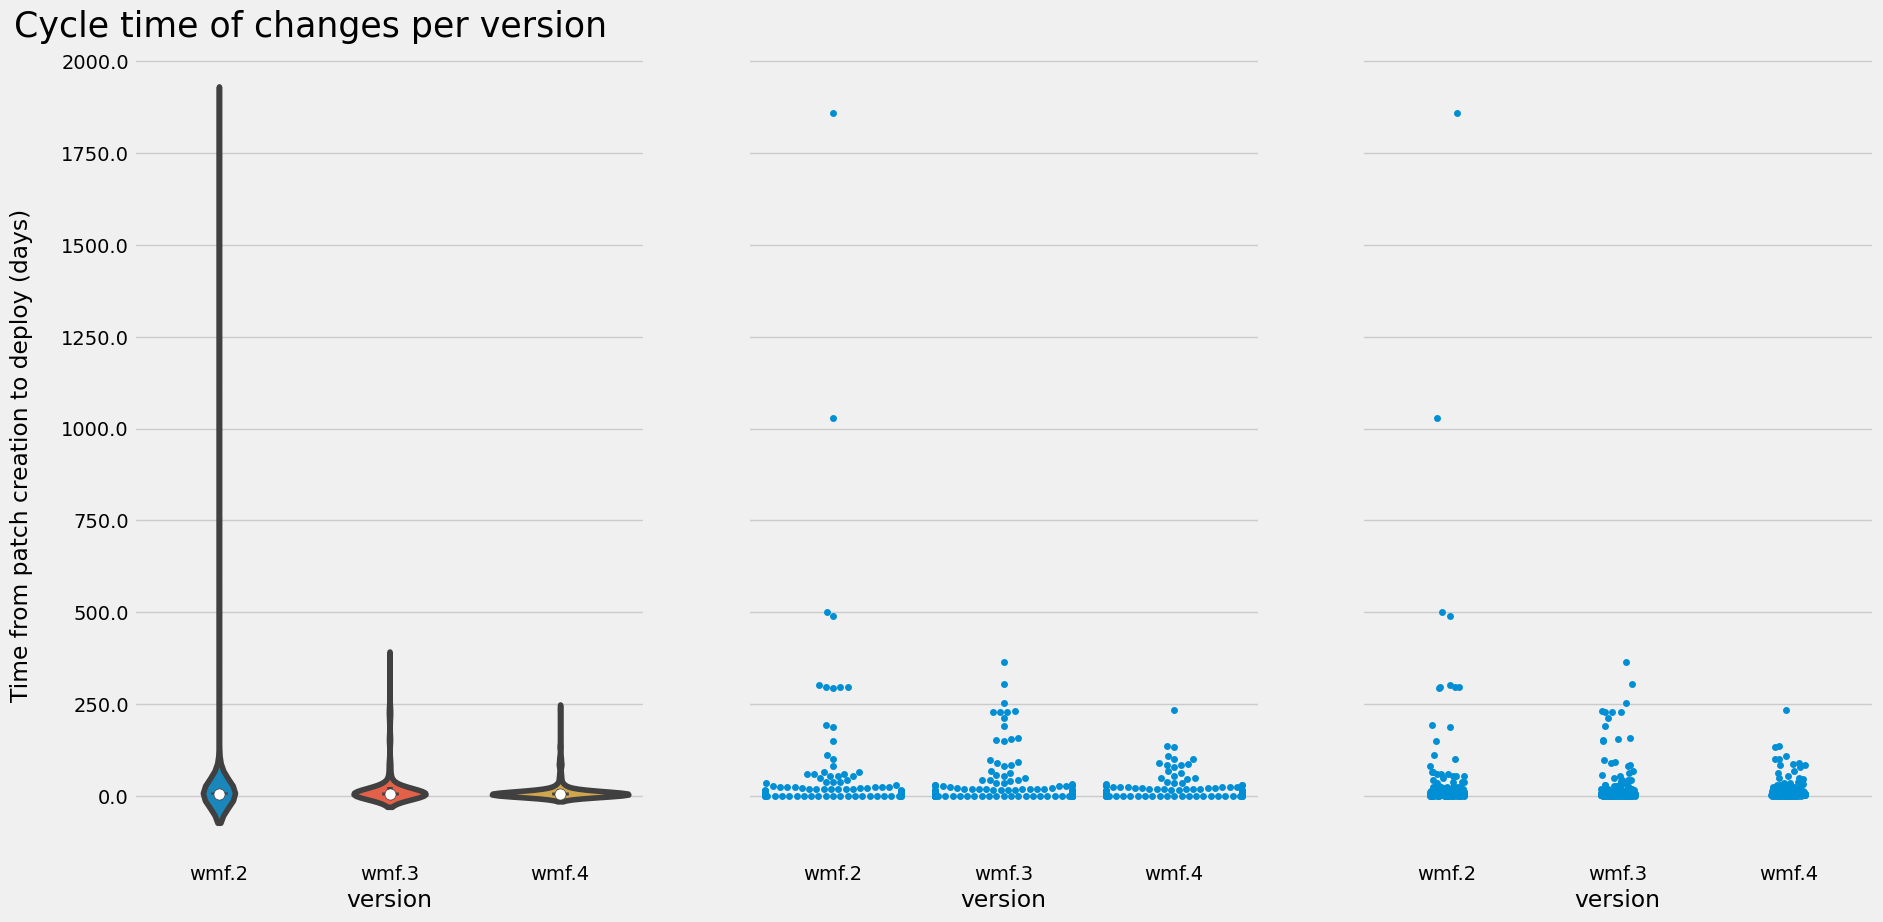 Cycle time of changes per version
Time from patch creation to deploy (days)
2000.0
1750.0
1500.0
1250.0
1000.0
750.0
500.0
250.0
0.0
wmf.2 wmf.3 wmf.4
version
wmf.2 wmf.3 wmf.4
version
wmf.2 wmf.3 wmf.4
version